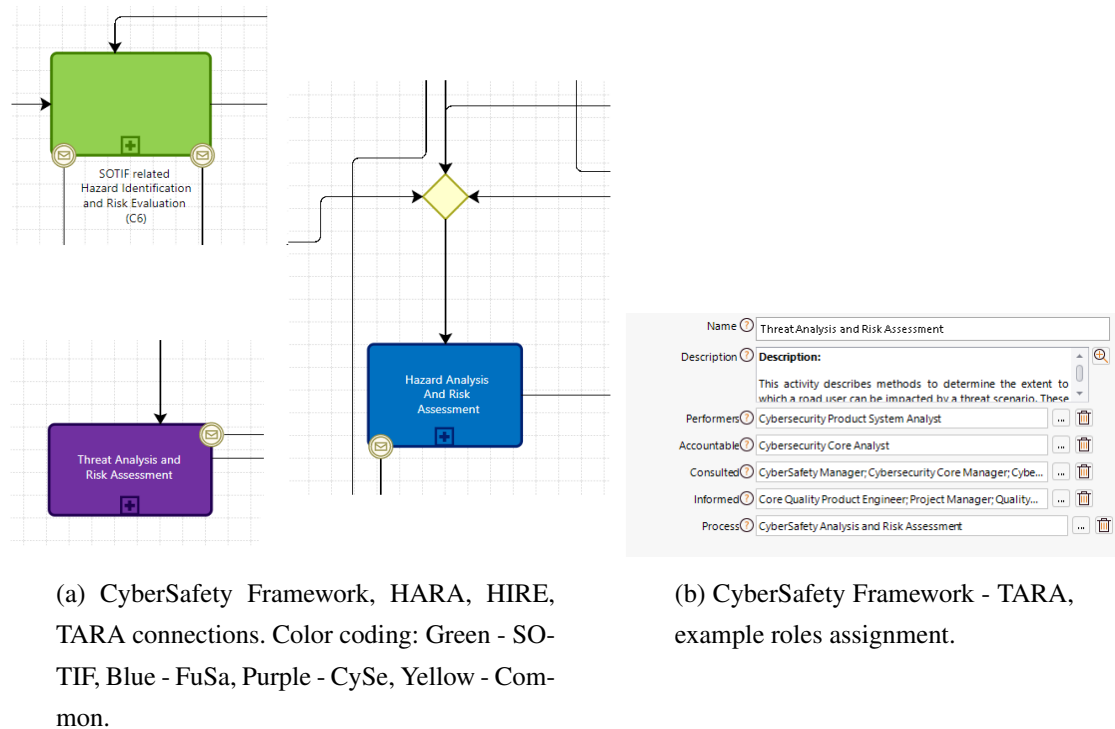 SOTIF related
Hazard Identification
and Risk Evaluation
(C6)
Threat Analysis and
Risk Assessment
Hazard Analysis
And Risk
Assessment
Name ? Threat Analysis and Risk Assessment
Description ? Description:
This activity describes methods to determine the extent to
which a road user can be impacted by a threat scenario. These
Performers ? Cybersecurity Product System Analyst ...
Accountable ? Cybersecurity Core Analyst ...
Consulted ? CyberSafety Manager; Cybersecurity Core Manager; Cybe... ...
Informed ? Core Quality Product Engineer; Project Manager; Quality... ...
Process ? CyberSafety Analysis and Risk Assessment ...
(a) CyberSafety Framework, HARA, HIRE,
TARA connections. Color coding: Green - SO-
TIF, Blue - FuSa, Purple - CySe, Yellow - Com-
mon.
(b) CyberSafety Framework - TARA,
example roles assignment.